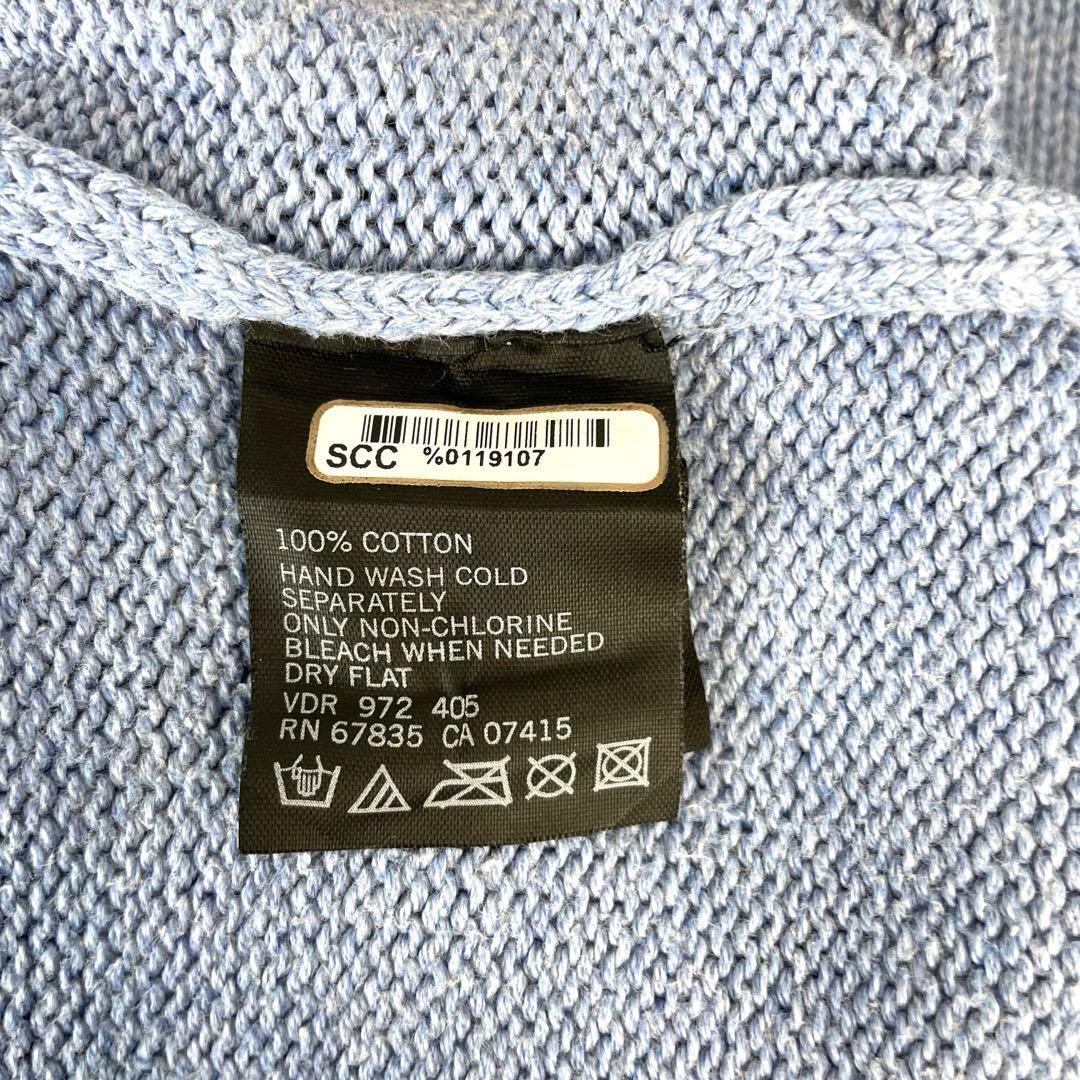 SCC %0119107
100% COTTON
HAND WASH COLD
SEPARATELY
ONLY NON-CHLORINE
BLEACH WHEN NEEDED
DRY FLAT
VDR 972 405
RN 67835 CA 07415